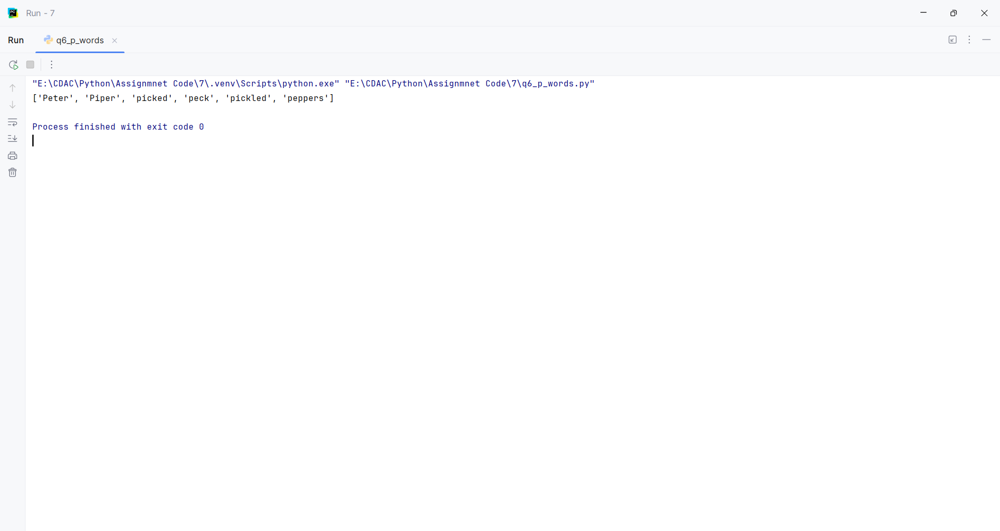 Run - 7
Run q6_p_words
"E:\CDAC\Python\Assignmnet Code\7\.venv\Scripts\python.exe" "E:\CDAC\Python\Assignmnet Code\7\q6_p_words.py"
['Peter', 'Piper', 'picked', 'peck', 'pickled', 'peppers']
Process finished with exit code 0